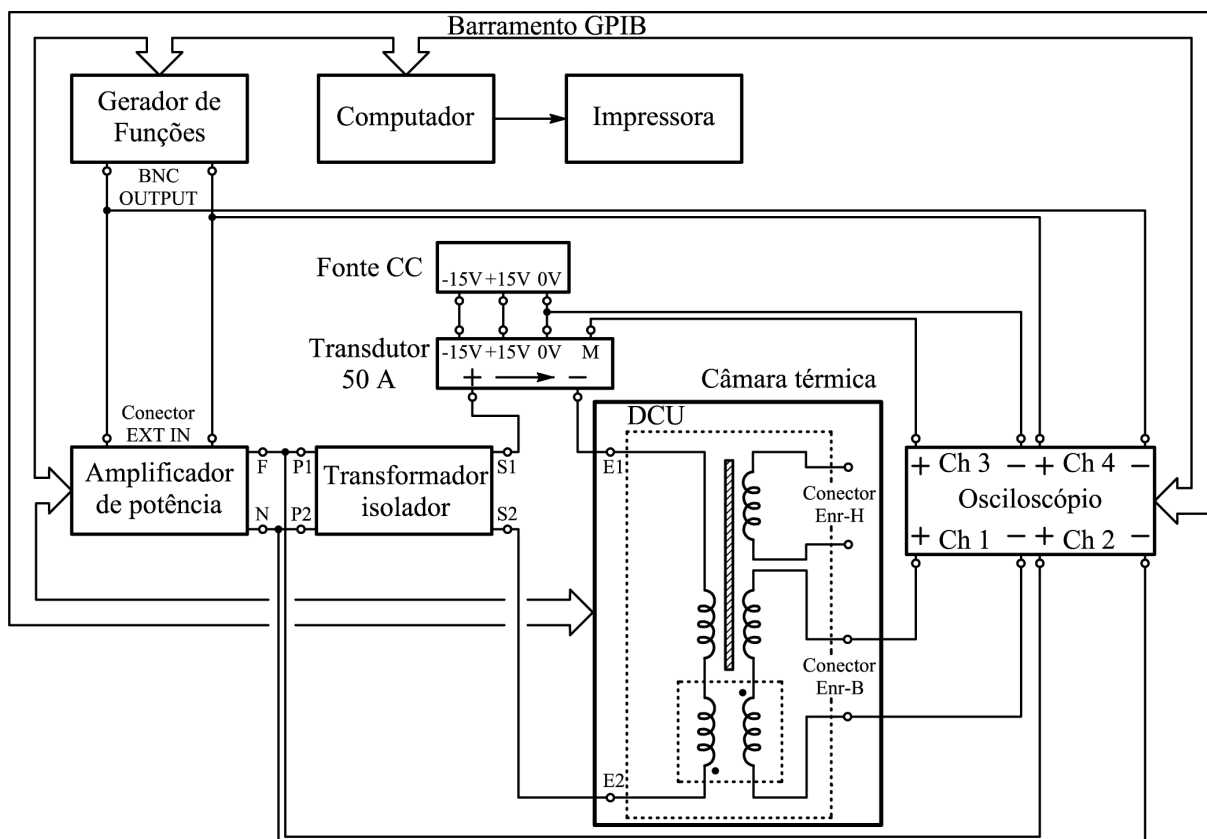 Barramento GPIB
Gerador de
Funções
Computador
Impressora
BNC
OUTPUT
Fonte CC
-15V +15V 0V
Transdutor
50 A
-15V +15V 0V M
+ −
Câmara térmica
DCU
Conector
EXT IN
Amplificador
de potência
F
N
P1
P2
Transformador
isolador
S1
S2
E1
E2
Conector
Enr-H
Conector
Enr-B
+ Ch 3 − + Ch 4 −
Osciloscópio
+ Ch 1 − + Ch 2 −